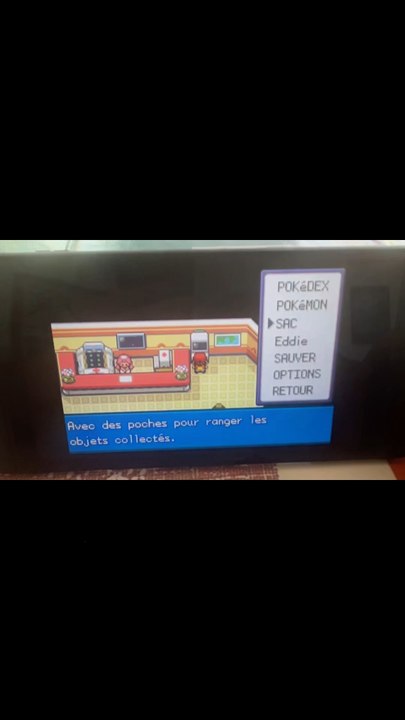 POKéDEX
POKéMON
SAC
Eddie
SAUVER
OPTIONS
RETOUR
Avec des poches pour ranger les
objets collectés.